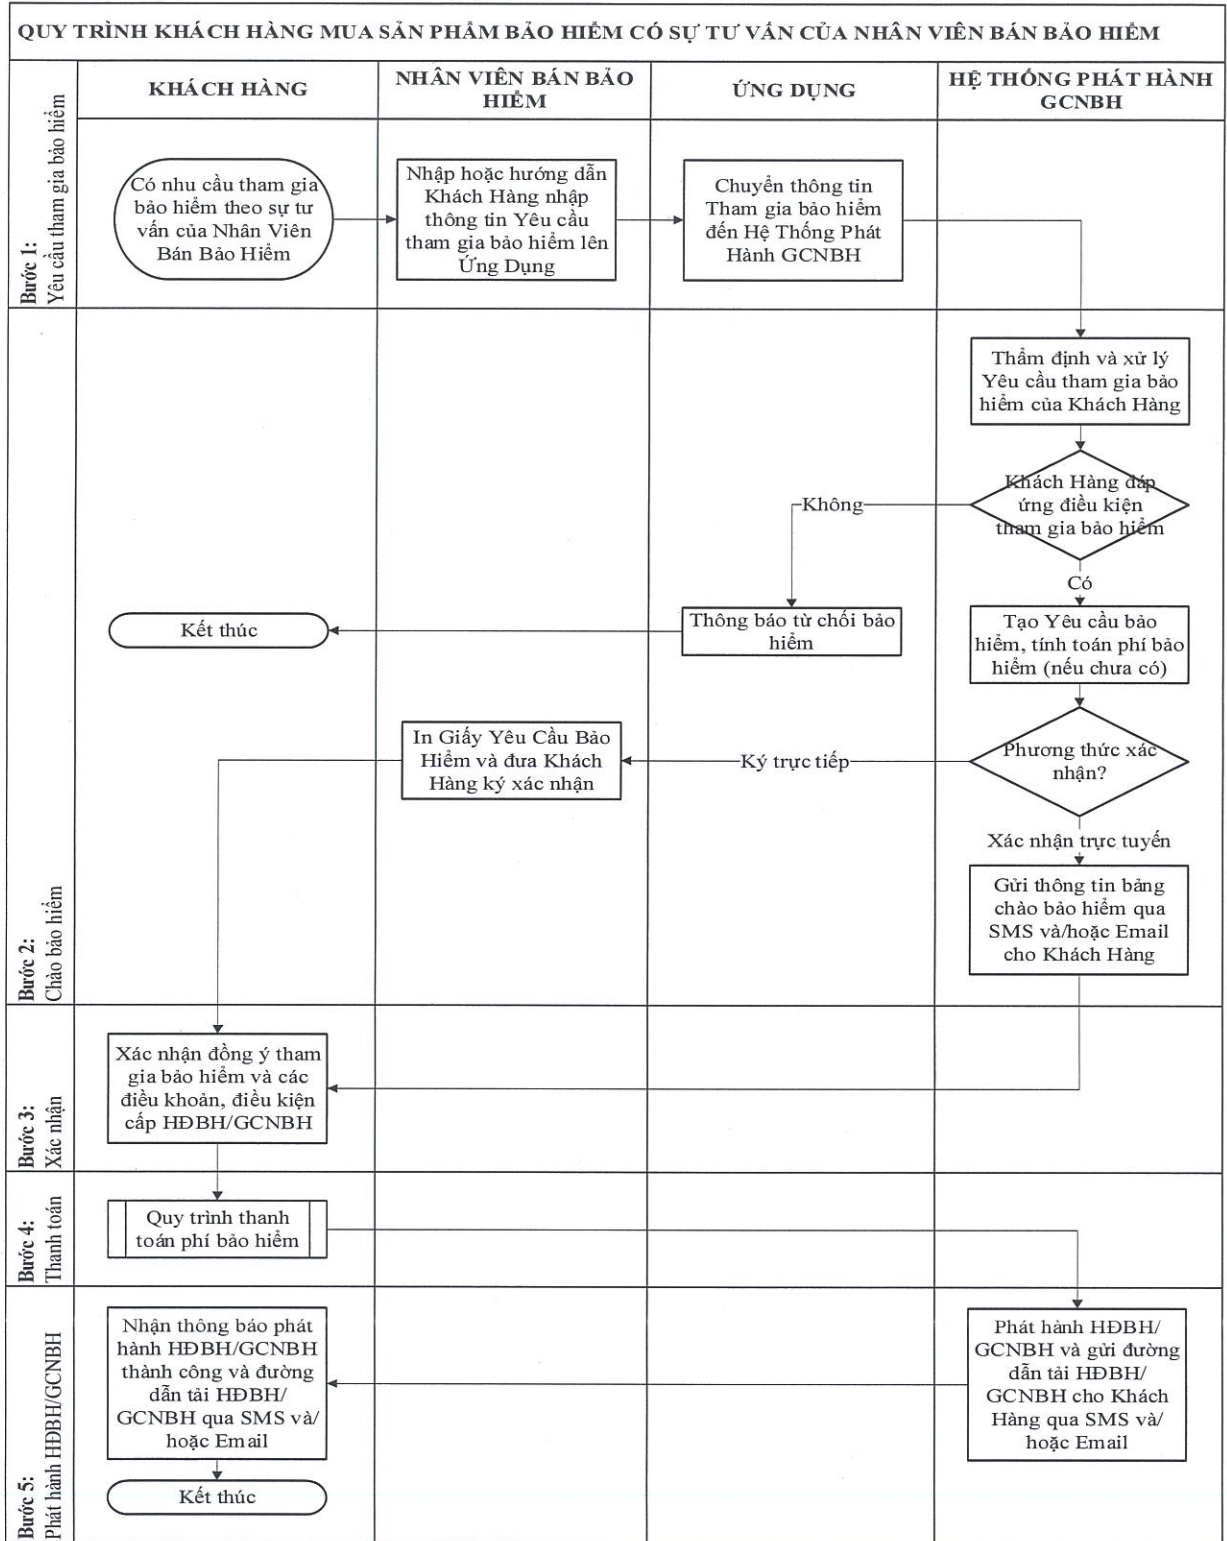 QUY TRÌNH KHÁCH HÀNG MUA SẢN PHẨM BẢO HIỂM CÓ SỰ TƯ VẤN CỦA NHÂN VIÊN BÁN BẢO HIỂM
KHÁCH HÀNG
NHÂN VIÊN BÁN BẢO
HIỂM
ỨNG DỤNG
HỆ THỐNG PHÁT HÀNH
GCNBH
Bước 1:
Yêu cầu tham gia bảo hiểm
Có nhu cầu tham gia
bảo hiểm theo sự tư
vấn của Nhân Viên
Bán Bảo Hiểm
Nhập hoặc hướng dẫn
Khách Hàng nhập
thông tin Yêu cầu
tham gia bảo hiểm lên
Ứng Dụng
Chuyển thông tin
Tham gia bảo hiểm
đến Hệ Thống Phát
Hành GCNBH
Bước 2:
Chào bảo hiểm
Thẩm định và xử lý
Yêu cầu tham gia bảo
hiểm của Khách Hàng
Khách Hàng đáp
ứng điều kiện
tham gia bảo hiểm
Không
Có
Thông báo từ chối bảo
hiểm
Kết thúc
Tạo Yêu cầu bảo
hiểm, tính toán phí bảo
hiểm (nếu chưa có)
Phương thức xác
nhận?
Ký trực tiếp
In Giấy Yêu Cầu Bảo
Hiểm và đưa Khách
Hàng ký xác nhận
Xác nhận trực tuyến
Gửi thông tin bảng
chào bảo hiểm qua
SMS và/hoặc Email
cho Khách Hàng
Bước 3:
Xác nhận
Xác nhận đồng ý tham
gia bảo hiểm và các
điều khoản, điều kiện
cấp HĐBH/GCNBH
Bước 4:
Thanh toán
Quy trình thanh
toán phí bảo hiểm
Bước 5:
Phát hành HĐBH/GCNBH
Nhận thông báo phát
hành HĐBH/GCNBH
thành công và đường
dẫn tải HĐBH/
GCNBH qua SMS và/
hoặc Email
Phát hành HĐBH/
GCNBH và gửi đường
dẫn tải HĐBH/
GCNBH cho Khách
Hàng qua SMS và/
hoặc Email
Kết thúc